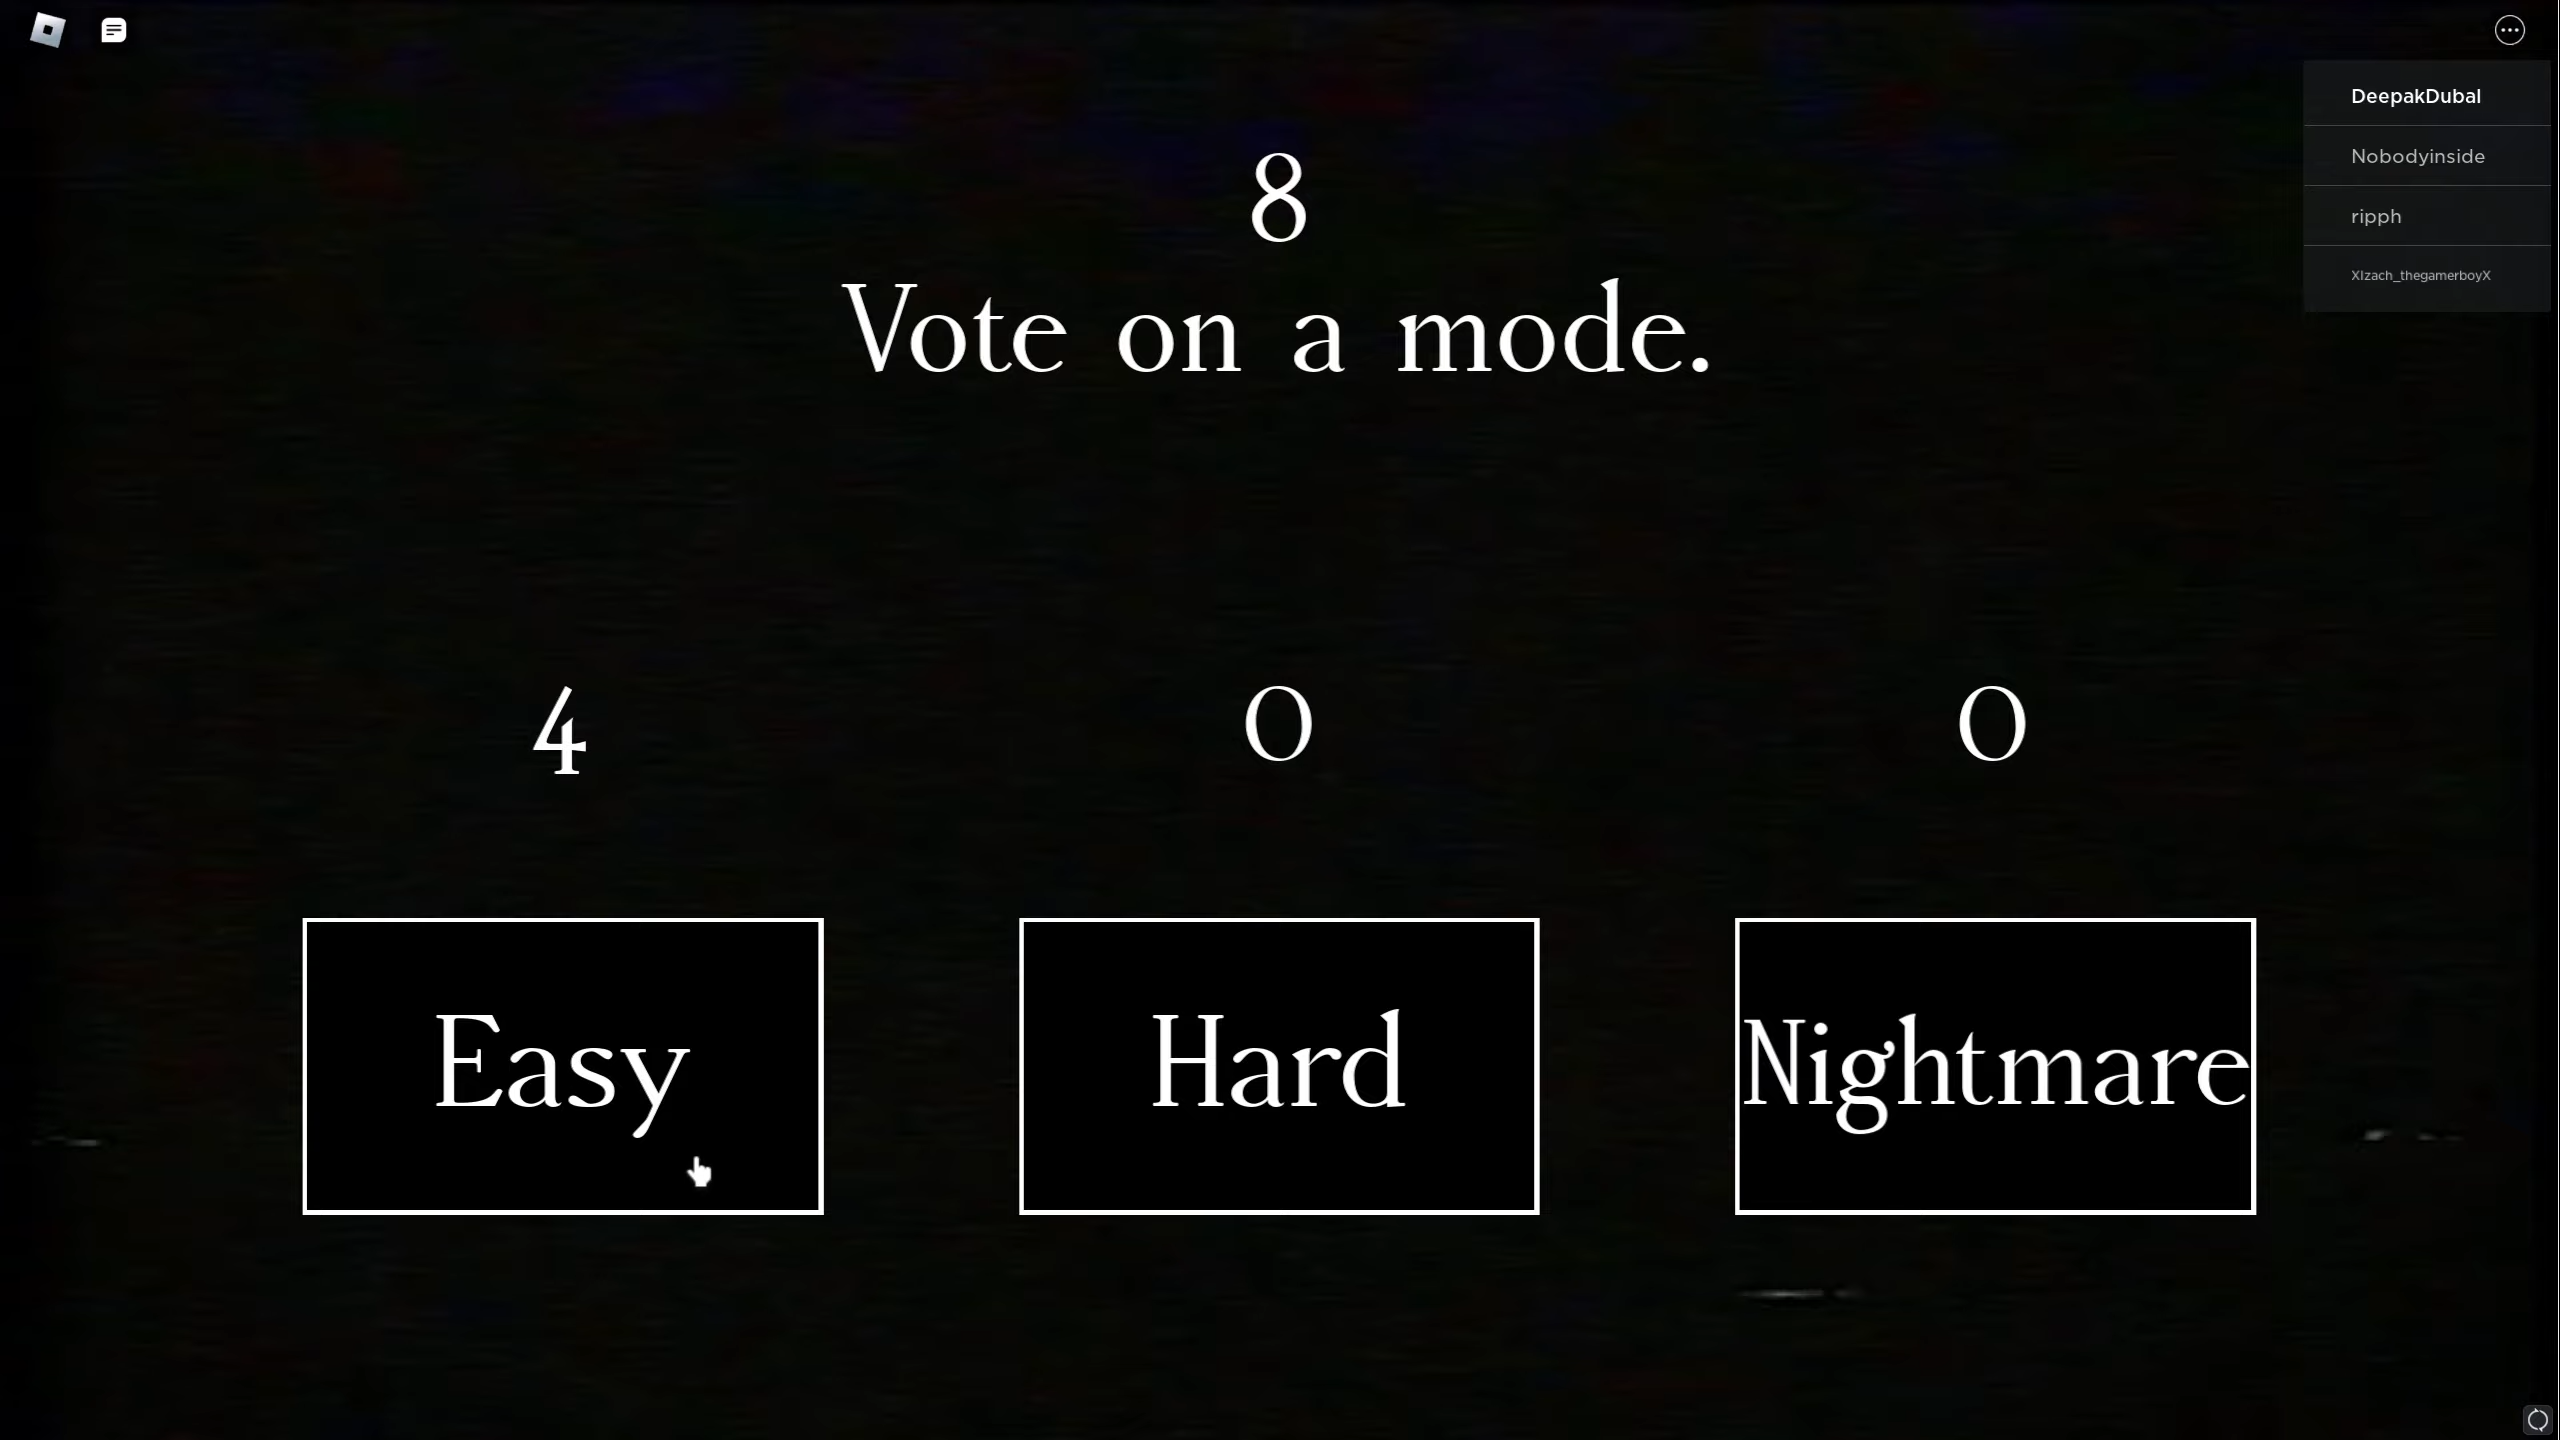 DeepakDubal
Nobodyinside
ripph
XIzach_thegamerboyX
8
Vote on a mode.
4
0
0
Easy
Hard
Nightmare